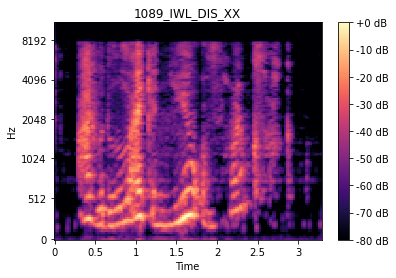 1089_IWL_DIS_XX
+0 dB
8192
-10 dB
4096
-20 dB
-30 dB
2048
Hz
-40 dB
1024
-50 dB
512
-60 dB
-70 dB
0
-80 dB
0 0.5 1 1.5 2 2.5 3
Time